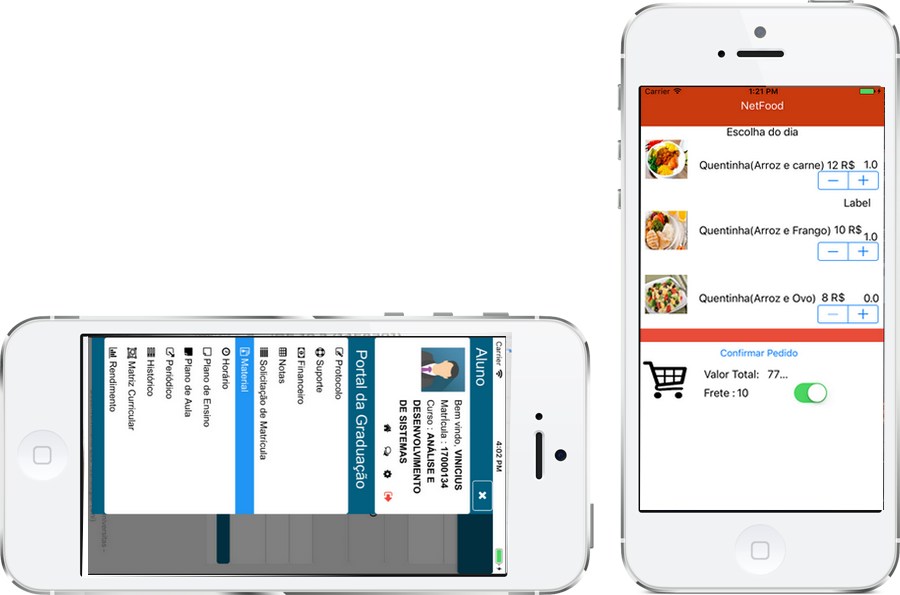 Carrier
1:21 PM
NetFood
Escolha do dia
Quentinha(Arroz e carne) 12 R$ 1.0
− +
Label
Quentinha(Arroz e Frango) 10 R$ 1.0
− +
Quentinha(Arroz e Ovo) 8 R$ 0.0
− +
Confirmar Pedido
Valor Total: 77...
Frete : 10
Carrier
4:02 PM
Aluno
×
Bem vindo, VINICIUS
Matrícula : 17000134
Curso : ANÁLISE E
DESENVOLVIMENTO
DE SISTEMAS
Portal da Graduação
Protocolo
Suporte
Financeiro
Notas
Solicitação de Matrícula
Material
Horário
Plano de Ensino
Plano de Aula
Periódico
Histórico
Matriz Curricular
Rendimento